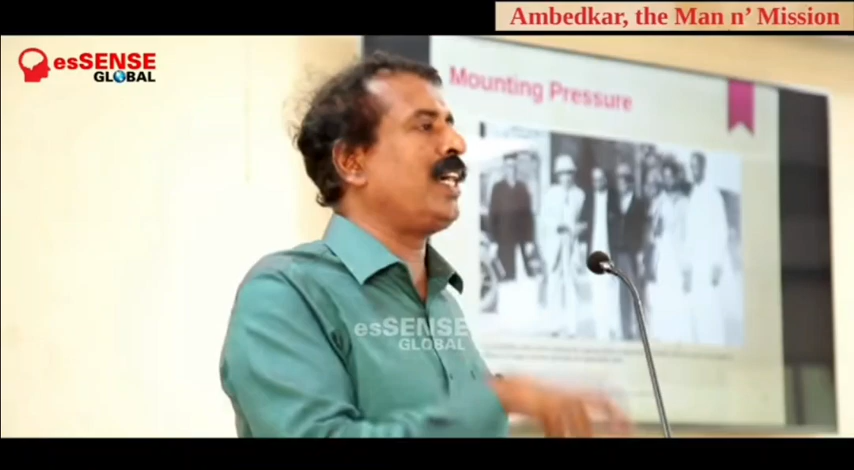 Ambedkar, the Man n' Mission
esSENSE
GLOBAL
Mounting Pressure
esSENSE
GLOBAL